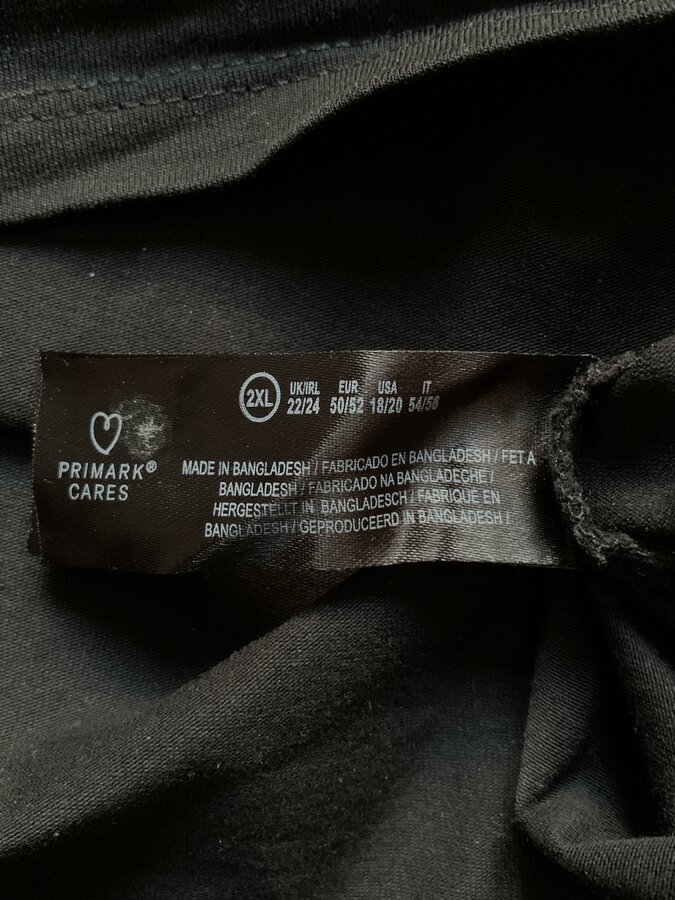 2XL
UK/IRL EUR USA IT
22/24 50/52 18/20 54/56
PRIMARK®
CARES
MADE IN BANGLADESH / FABRICADO EN BANGLADESH / FET A
BANGLADESH / FABRICADO NA BANGLADECHE /
HERGESTELLT IN BANGLADESCH / FABRIQUE EN
BANGLADESH / GEPRODUCEERD IN BANGLADESH /